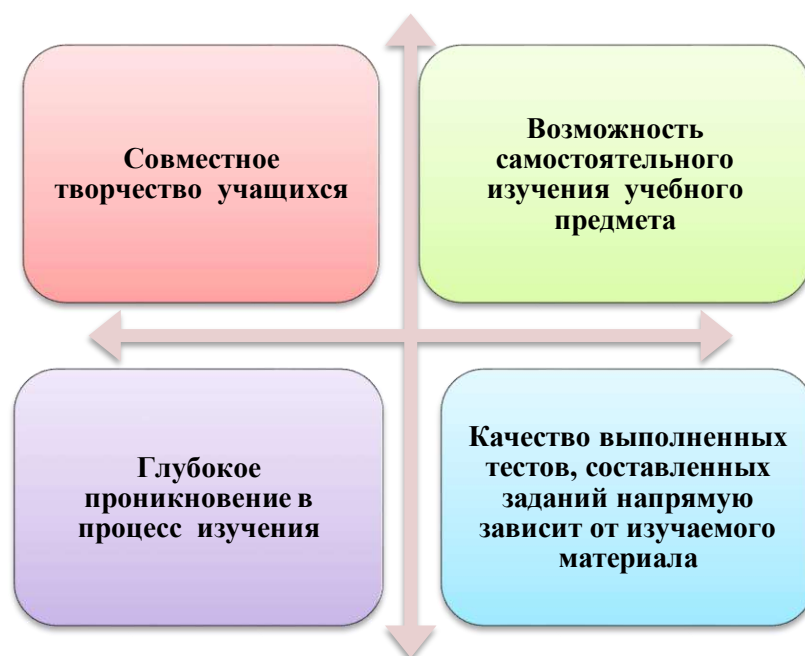 Совместное
творчество учащихся
Возможность
самостоятельного
изучения учебного
предмета
Глубокое
проникновение в
процесс изучения
Качество выполненных
тестов, составленных
заданий напрямую
зависит от изучаемого
материала